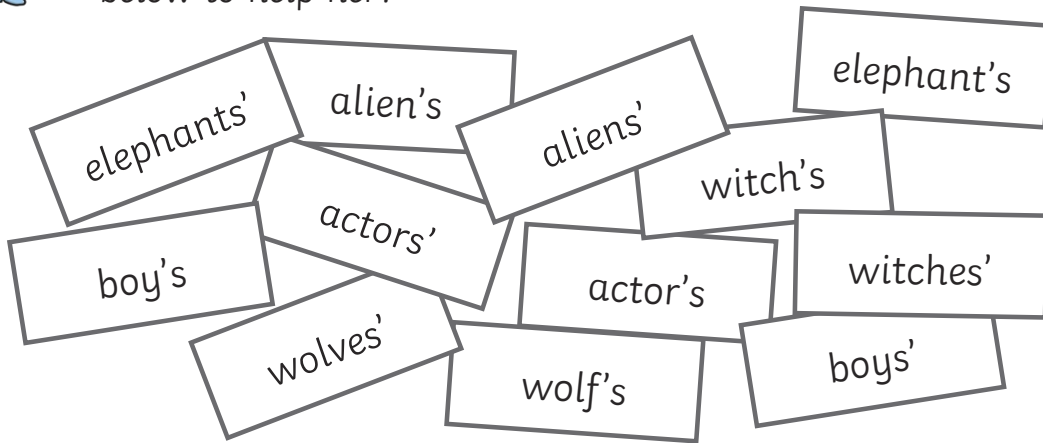 below to help her.
elephants’
alien’s
aliens’
elephant’s
actors’
witch’s
boy’s
actor’s
witches’
wolves’
wolf’s
boys’